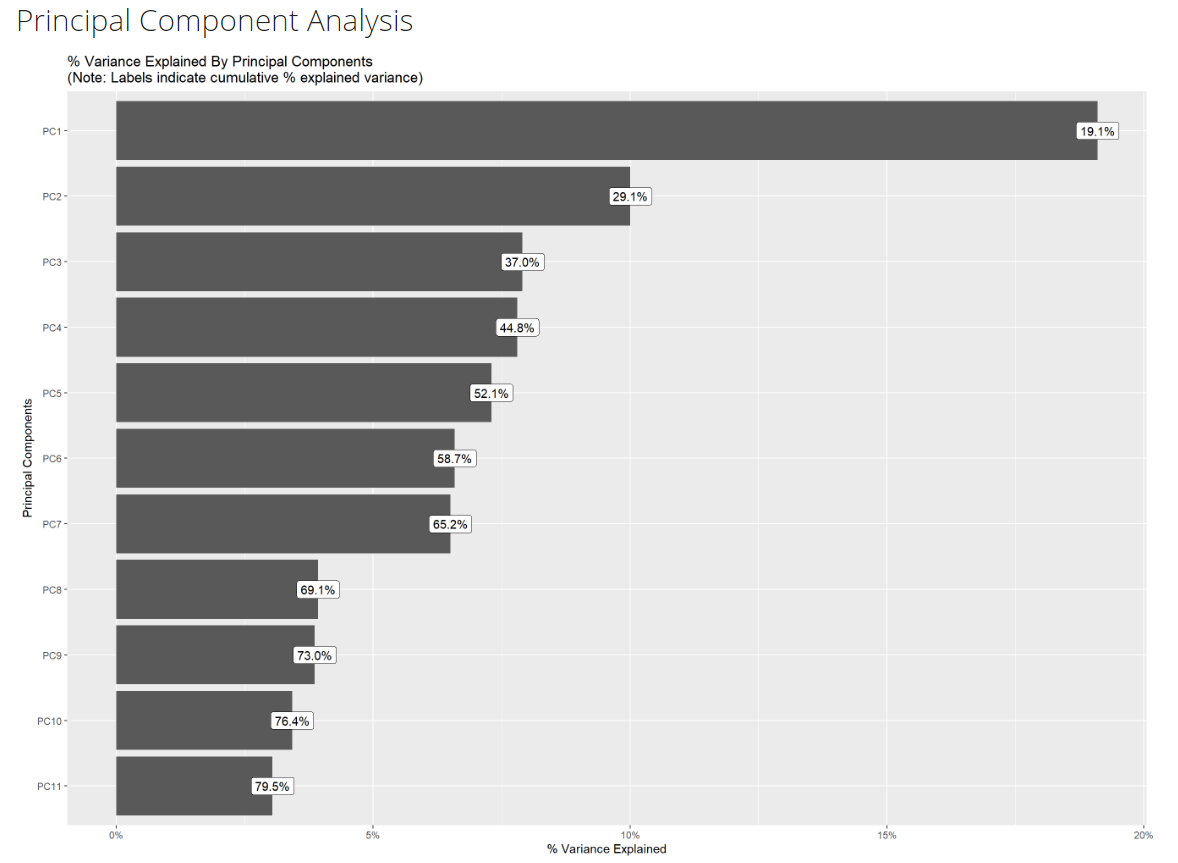 Principal Component Analysis
% Variance Explained By Principal Components
(Note: Labels indicate cumulative % explained variance)
PC1
19.1%
PC2
29.1%
PC3
37.0%
PC4
44.8%
PC5
52.1%
PC6
58.7%
PC7
65.2%
PC8
69.1%
PC9
73.0%
PC10
76.4%
PC11
79.5%
Principal Components
0%
5%
10%
15%
20%
% Variance Explained